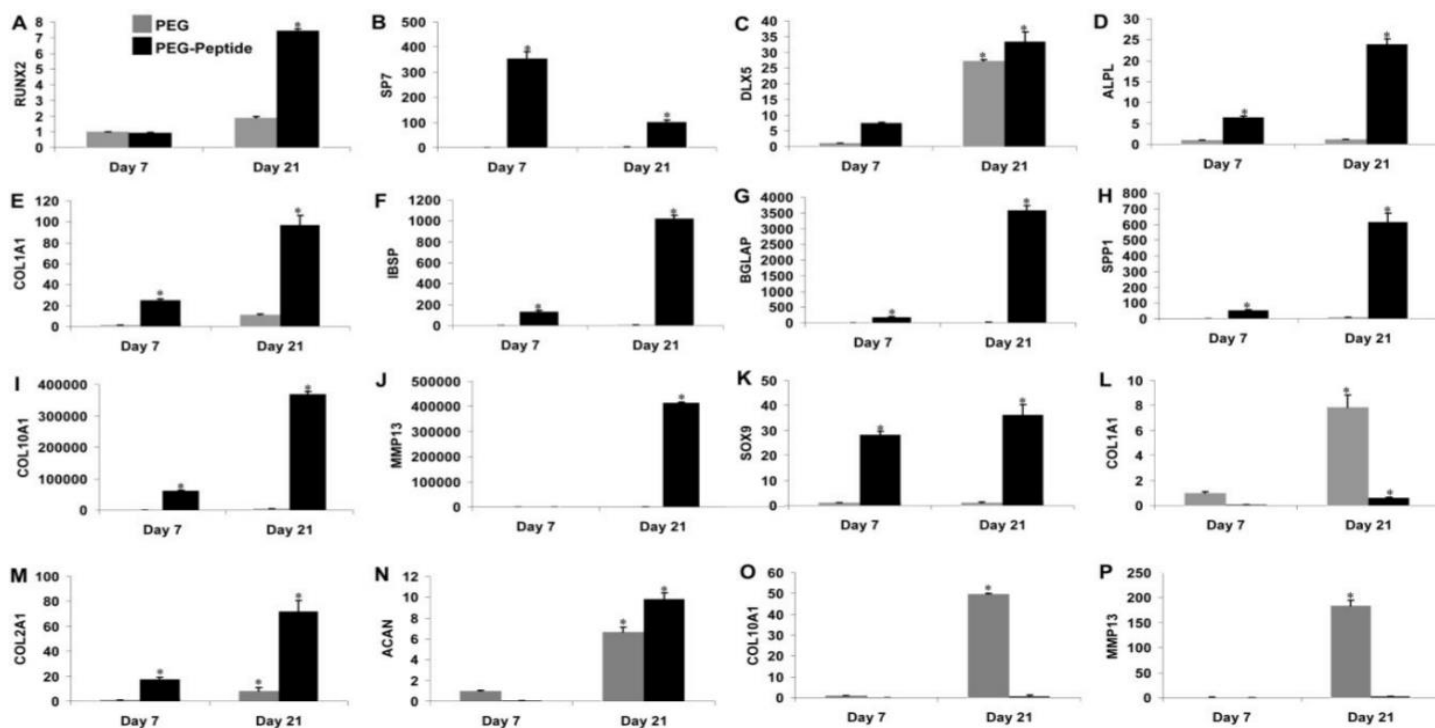 A
RUNX2
8
7
6
5
4
3
2
1
0
PEG
PEG-Peptide
*
Day 7 Day 21
B
SP7
500
400
300
200
100
0
* *
Day 7 Day 21
C
DLX5
40
35
30
25
20
15
10
5
0
* *
Day 7 Day 21
D
ALPL
30
25
20
15
10
5
0
* *
Day 7 Day 21
E
COL1A1
120
100
80
60
40
20
0
* *
Day 7 Day 21
F
IBSP
1200
1000
800
600
400
200
0
* *
Day 7 Day 21
G
BGLAP
4000
3500
3000
2500
2000
1500
1000
500
0
* *
Day 7 Day 21
H
SPP1
800
700
600
500
400
300
200
100
0
* *
Day 7 Day 21
I
COL10A1
400000
300000
200000
100000
0
* *
Day 7 Day 21
J
MMP13
500000
400000
300000
200000
100000
0
*
Day 7 Day 21
K
SOX9
50
40
30
20
10
0
* *
Day 7 Day 21
L
COL1A1
10
8
6
4
2
0
* *
Day 7 Day 21
M
COL2A1
100
80
60
40
20
0
* * *
Day 7 Day 21
N
ACAN
12
10
8
6
4
2
0
* *
Day 7 Day 21
O
COL10A1
60
50
40
30
20
10
0
*
Day 7 Day 21
P
MMP13
250
200
150
100
50
0
*
Day 7 Day 21